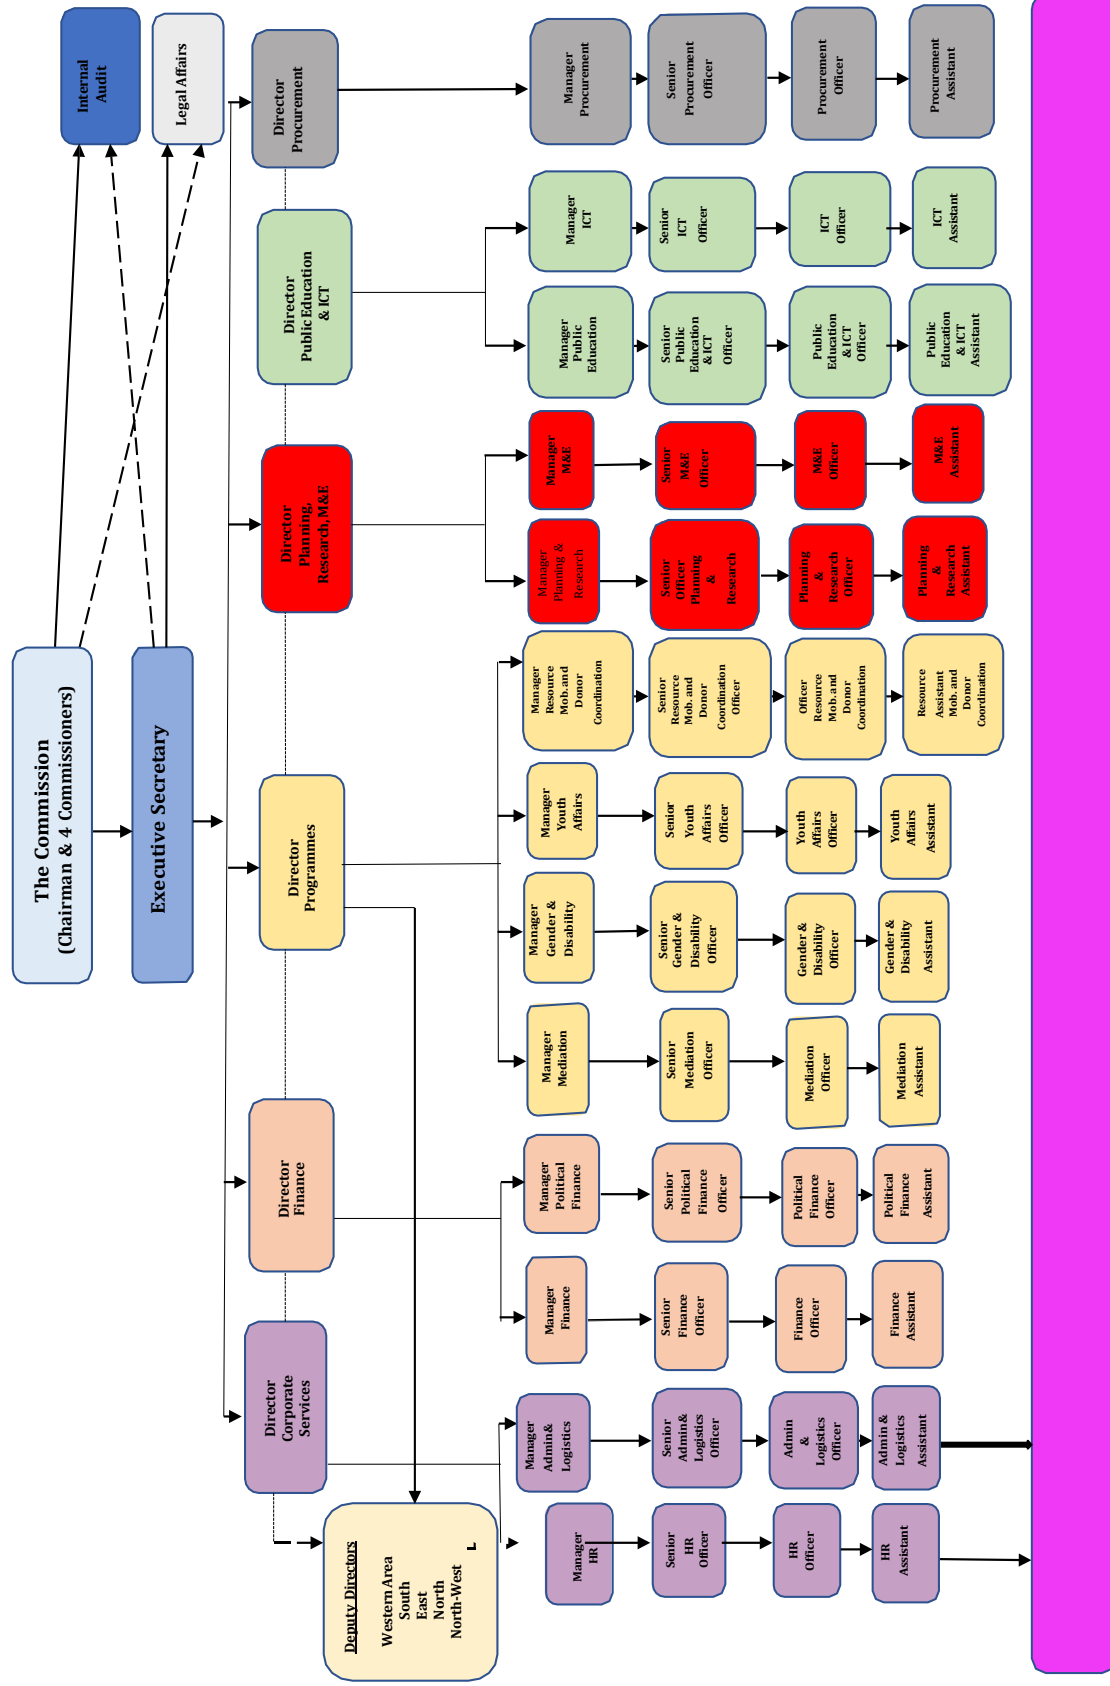 The Commission
(Chairman & 4 Commissioners)
Executive Secretary
Internal
Audit
Legal Affairs
Deputy Directors
Western Area
South
East
North
North-West
Director
Corporate
Services
Director
Finance
Director
Programmes
Director
Planning,
Research,M&E
Director
Public Education
& ICT
Director
Procurement
Manager
HR
Manager
Admin&
Logistics
Manager
Finance
Manager
Political
Finance
Manager
Mediation
Manager
Gender &
Disability
Manager
Youth
Affairs
Manager
Resource
Mob. and
Donor
Coordination
Manager
Planning &
Research
Manager
M&E
Manager
Public
Education
Manager
ICT
Manager
Procurement
Senior
HR
Officer
Senior
Admin&
Logistics
Officer
Senior
Finance
Officer
Senior
Political
Finance
Officer
Senior
Mediation
Officer
Senior
Gender &
Disability
Officer
Senior
Youth
Affairs
Officer
Senior
Resource
Mob. and
Donor
Coordination
Officer
Senior
Officer
Planning
&
Research
Senior
M&E
Officer
Senior
Public
Education
& ICT
Officer
Senior
ICT
Officer
Senior
Procurement
Officer
HR
Officer
Admin
&
Logistics
Officer
Finance
Officer
Political
Finance
Officer
Mediation
Officer
Gender &
Disability
Officer
Youth
Affairs
Officer
Officer
Resource
Mob. and
Donor
Coordination
Planning
&
Research
Officer
M&E
Officer
Public
Education
& ICT
Officer
ICT
Officer
Procurement
Officer
HR
Assistant
Admin &
Logistics
Assistant
Finance
Assistant
Political
Finance
Assistant
Mediation
Assistant
Gender &
Disability
Assistant
Youth
Affairs
Assistant
Resource
Assistant
Mob. and
Donor
Coordination
Planning
&
Research
Assistant
M&E
Assistant
Public
Education
& ICT
Assistant
ICT
Assistant
Procurement
Assistant